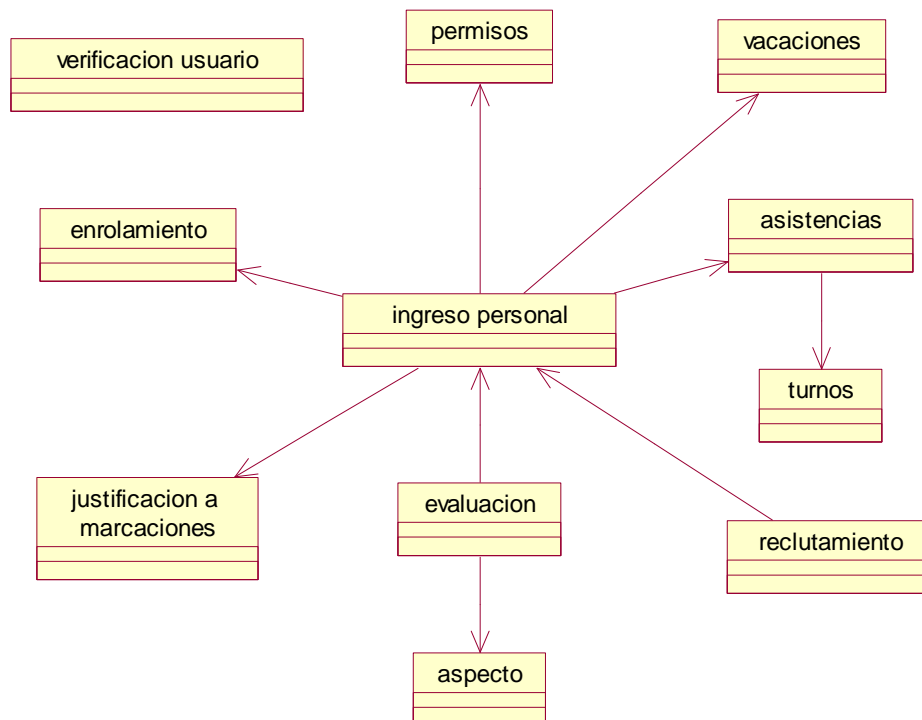 permisos
vacaciones
verificacion usuario
enrolamiento
asistencias
ingreso personal
turnos
justificacion a
marcaciones
evaluacion
reclutamiento
aspecto